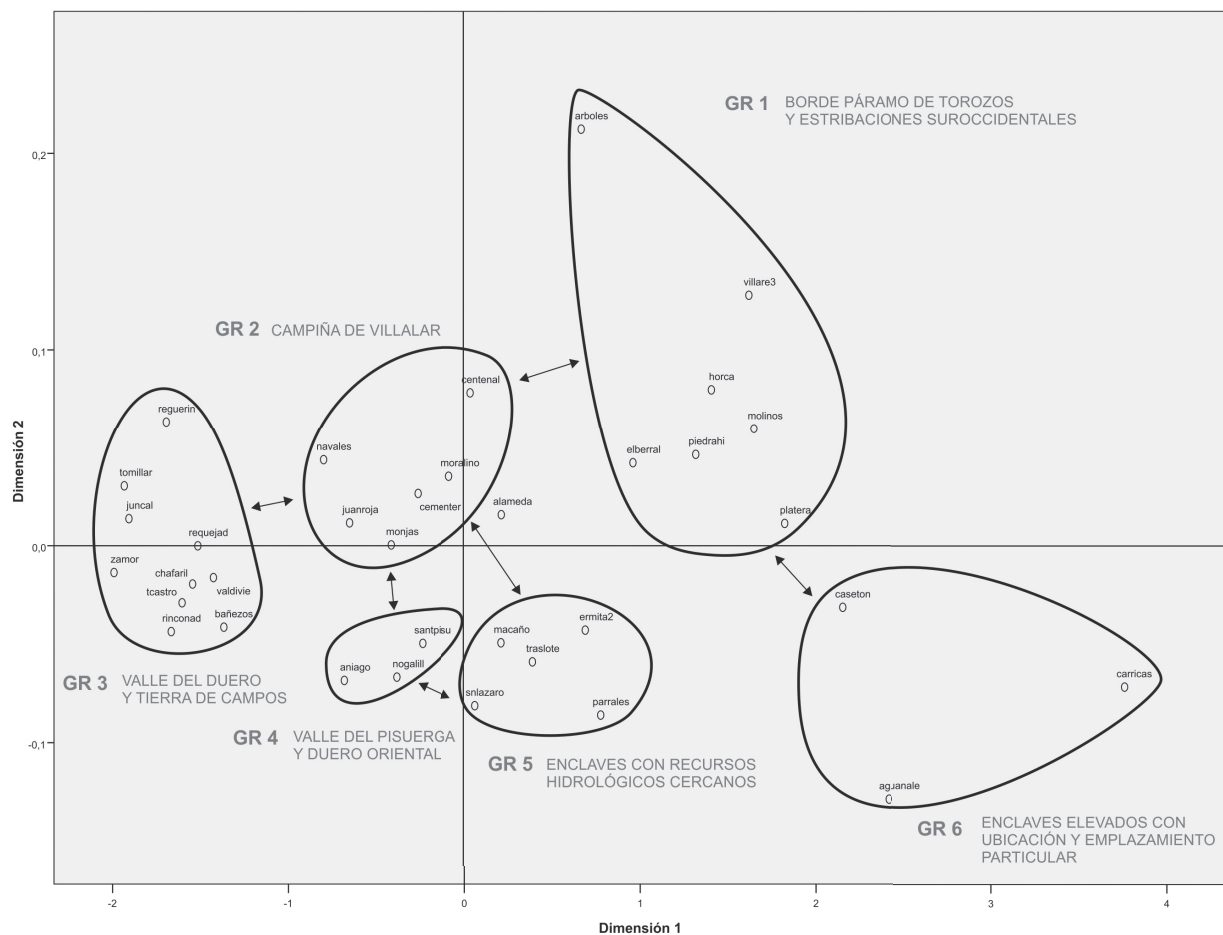 GR 1 BORDE PÁRAMO DE TOROZOS
Y ESTRIBACIONES SUROCCIDENTALES
arboles
0,2
villare3
GR 2 CAMPIÑA DE VILLALAR
0,1
centenal
horca
reguerin
molinos
navales
piedrahi
elberral
moralino
tomillar
alameda
cementer
juncal
juanroja
platera
requejad
monjas
0,0
zamor
chafaril
valdivie
tcastro
caseton
rinconad
bañezos
ermita2
macaño
santpisu
traslote
aniago
nogalill
carricas
GR 3 VALLE DEL DUERO
Y TIERRA DE CAMPOS
snlazaro
parrales
GR 4 VALLE DEL PISUERGA
Y DUERO ORIENTAL
-0,1
GR 5 ENCLAVES CON RECURSOS
HIDROLÓGICOS CERCANOS
aguanale
GR 6 ENCLAVES ELEVADOS CON
UBICACIÓN Y EMPLAZAMIENTO
PARTICULAR
Dimensión 2
-2 -1 0 1 2 3 4
Dimensión 1